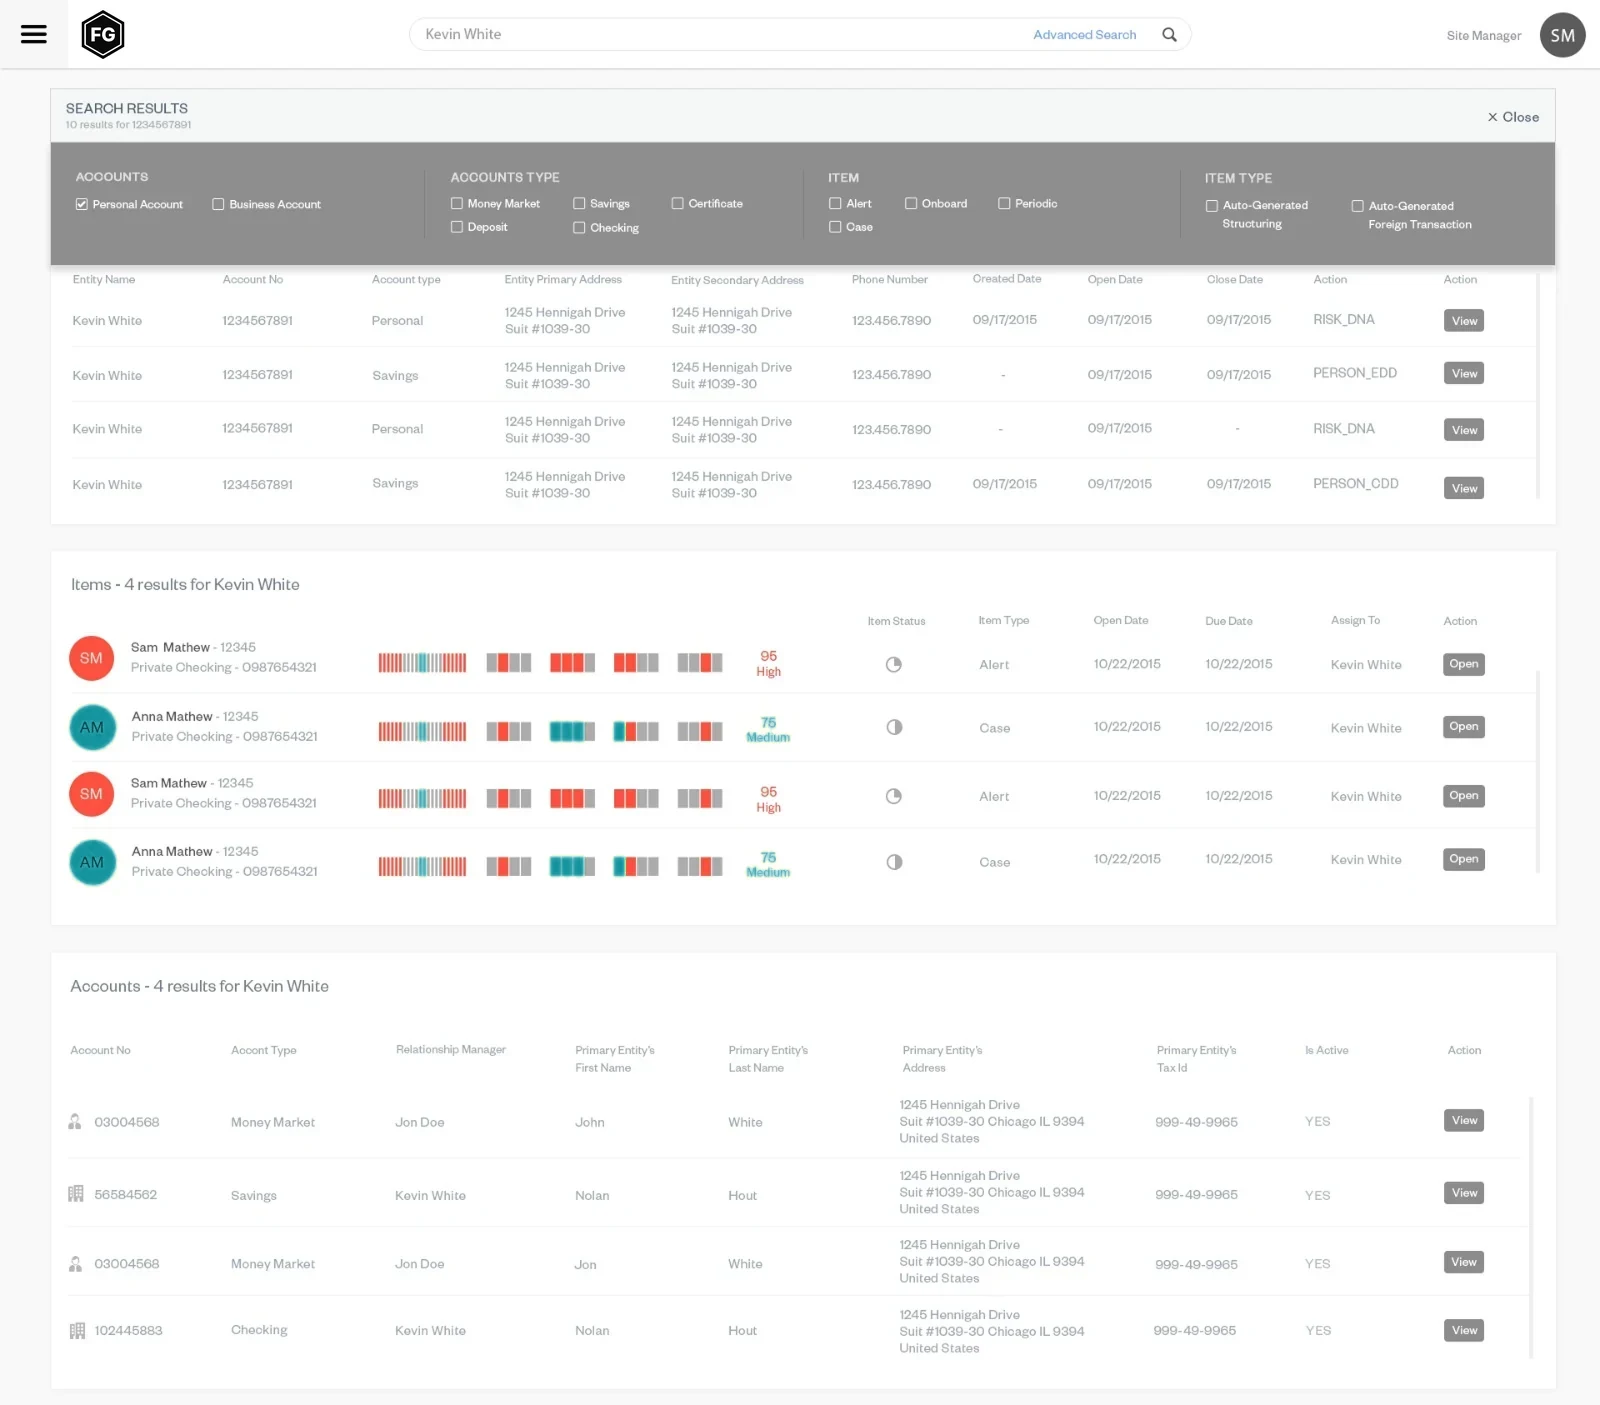 FG
Kevin White Advanced Search
Site Manager SM
SEARCH RESULTS
10 results for 1234567891
Close
ACCOUNTS
Personal Account Business Account
ACCOUNTS TYPE
Money Market Savings Certificate
Deposit Checking
ITEM
Alert Onboard Periodic
Case
ITEM TYPE
Auto-Generated Structuring
Auto-Generated Foreign Transaction
Entity Name Account No Account type Entity Primary Address Entity Secondary Address Phone Number Created Date Open Date Close Date Action Action
Kevin White 1234567891 Personal 1245 Hennigah Drive Suit #1039-30 1245 Hennigah Drive Suit #1039-30 123.456.7890 09/17/2015 09/17/2015 09/17/2015 RISK_DNA View
Kevin White 1234567891 Savings 1245 Hennigah Drive Suit #1039-30 1245 Hennigah Drive Suit #1039-30 123.456.7890 - 09/17/2015 09/17/2015 PERSON_EDD View
Kevin White 1234567891 Personal 1245 Hennigah Drive Suit #1039-30 1245 Hennigah Drive Suit #1039-30 123.456.7890 - 09/17/2015 - RISK_DNA View
Kevin White 1234567891 Savings 1245 Hennigah Drive Suit #1039-30 1245 Hennigah Drive Suit #1039-30 123.456.7890 09/17/2015 09/17/2015 09/17/2015 PERSON_CDD View
Items - 4 results for Kevin White
Item Status Item Type Open Date Due Date Assign To Action
SM Sam Mathew - 12345 Private Checking - 0987654321 95 High Alert 10/22/2015 10/22/2015 Kevin White Open
AM Anna Mathew - 12345 Private Checking - 0987654321 75 Medium Case 10/22/2015 10/22/2015 Kevin White Open
SM Sam Mathew - 12345 Private Checking - 0987654321 95 High Alert 10/22/2015 10/22/2015 Kevin White Open
AM Anna Mathew - 12345 Private Checking - 0987654321 75 Medium Case 10/22/2015 10/22/2015 Kevin White Open
Accounts - 4 results for Kevin White
Account No Accont Type Relationship Manager Primary Entity's First Name Primary Entity's Last Name Primary Entity's Address Primary Entity's Tax Id Is Active Action
03004568 Money Market Jon Doe John White 1245 Hennigah Drive Suit #1039-30 Chicago IL 9394 United States 999-49-9965 YES View
56584562 Savings Kevin White Nolan Hout 1245 Hennigah Drive Suit #1039-30 Chicago IL 9394 United States 999-49-9965 YES View
03004568 Money Market Jon Doe Jon White 1245 Hennigah Drive Suit #1039-30 Chicago IL 9394 United States 999-49-9965 YES View
102445883 Checking Kevin White Nolan Hout 1245 Hennigah Drive Suit #1039-30 Chicago IL 9394 United States 999-49-9965 YES View